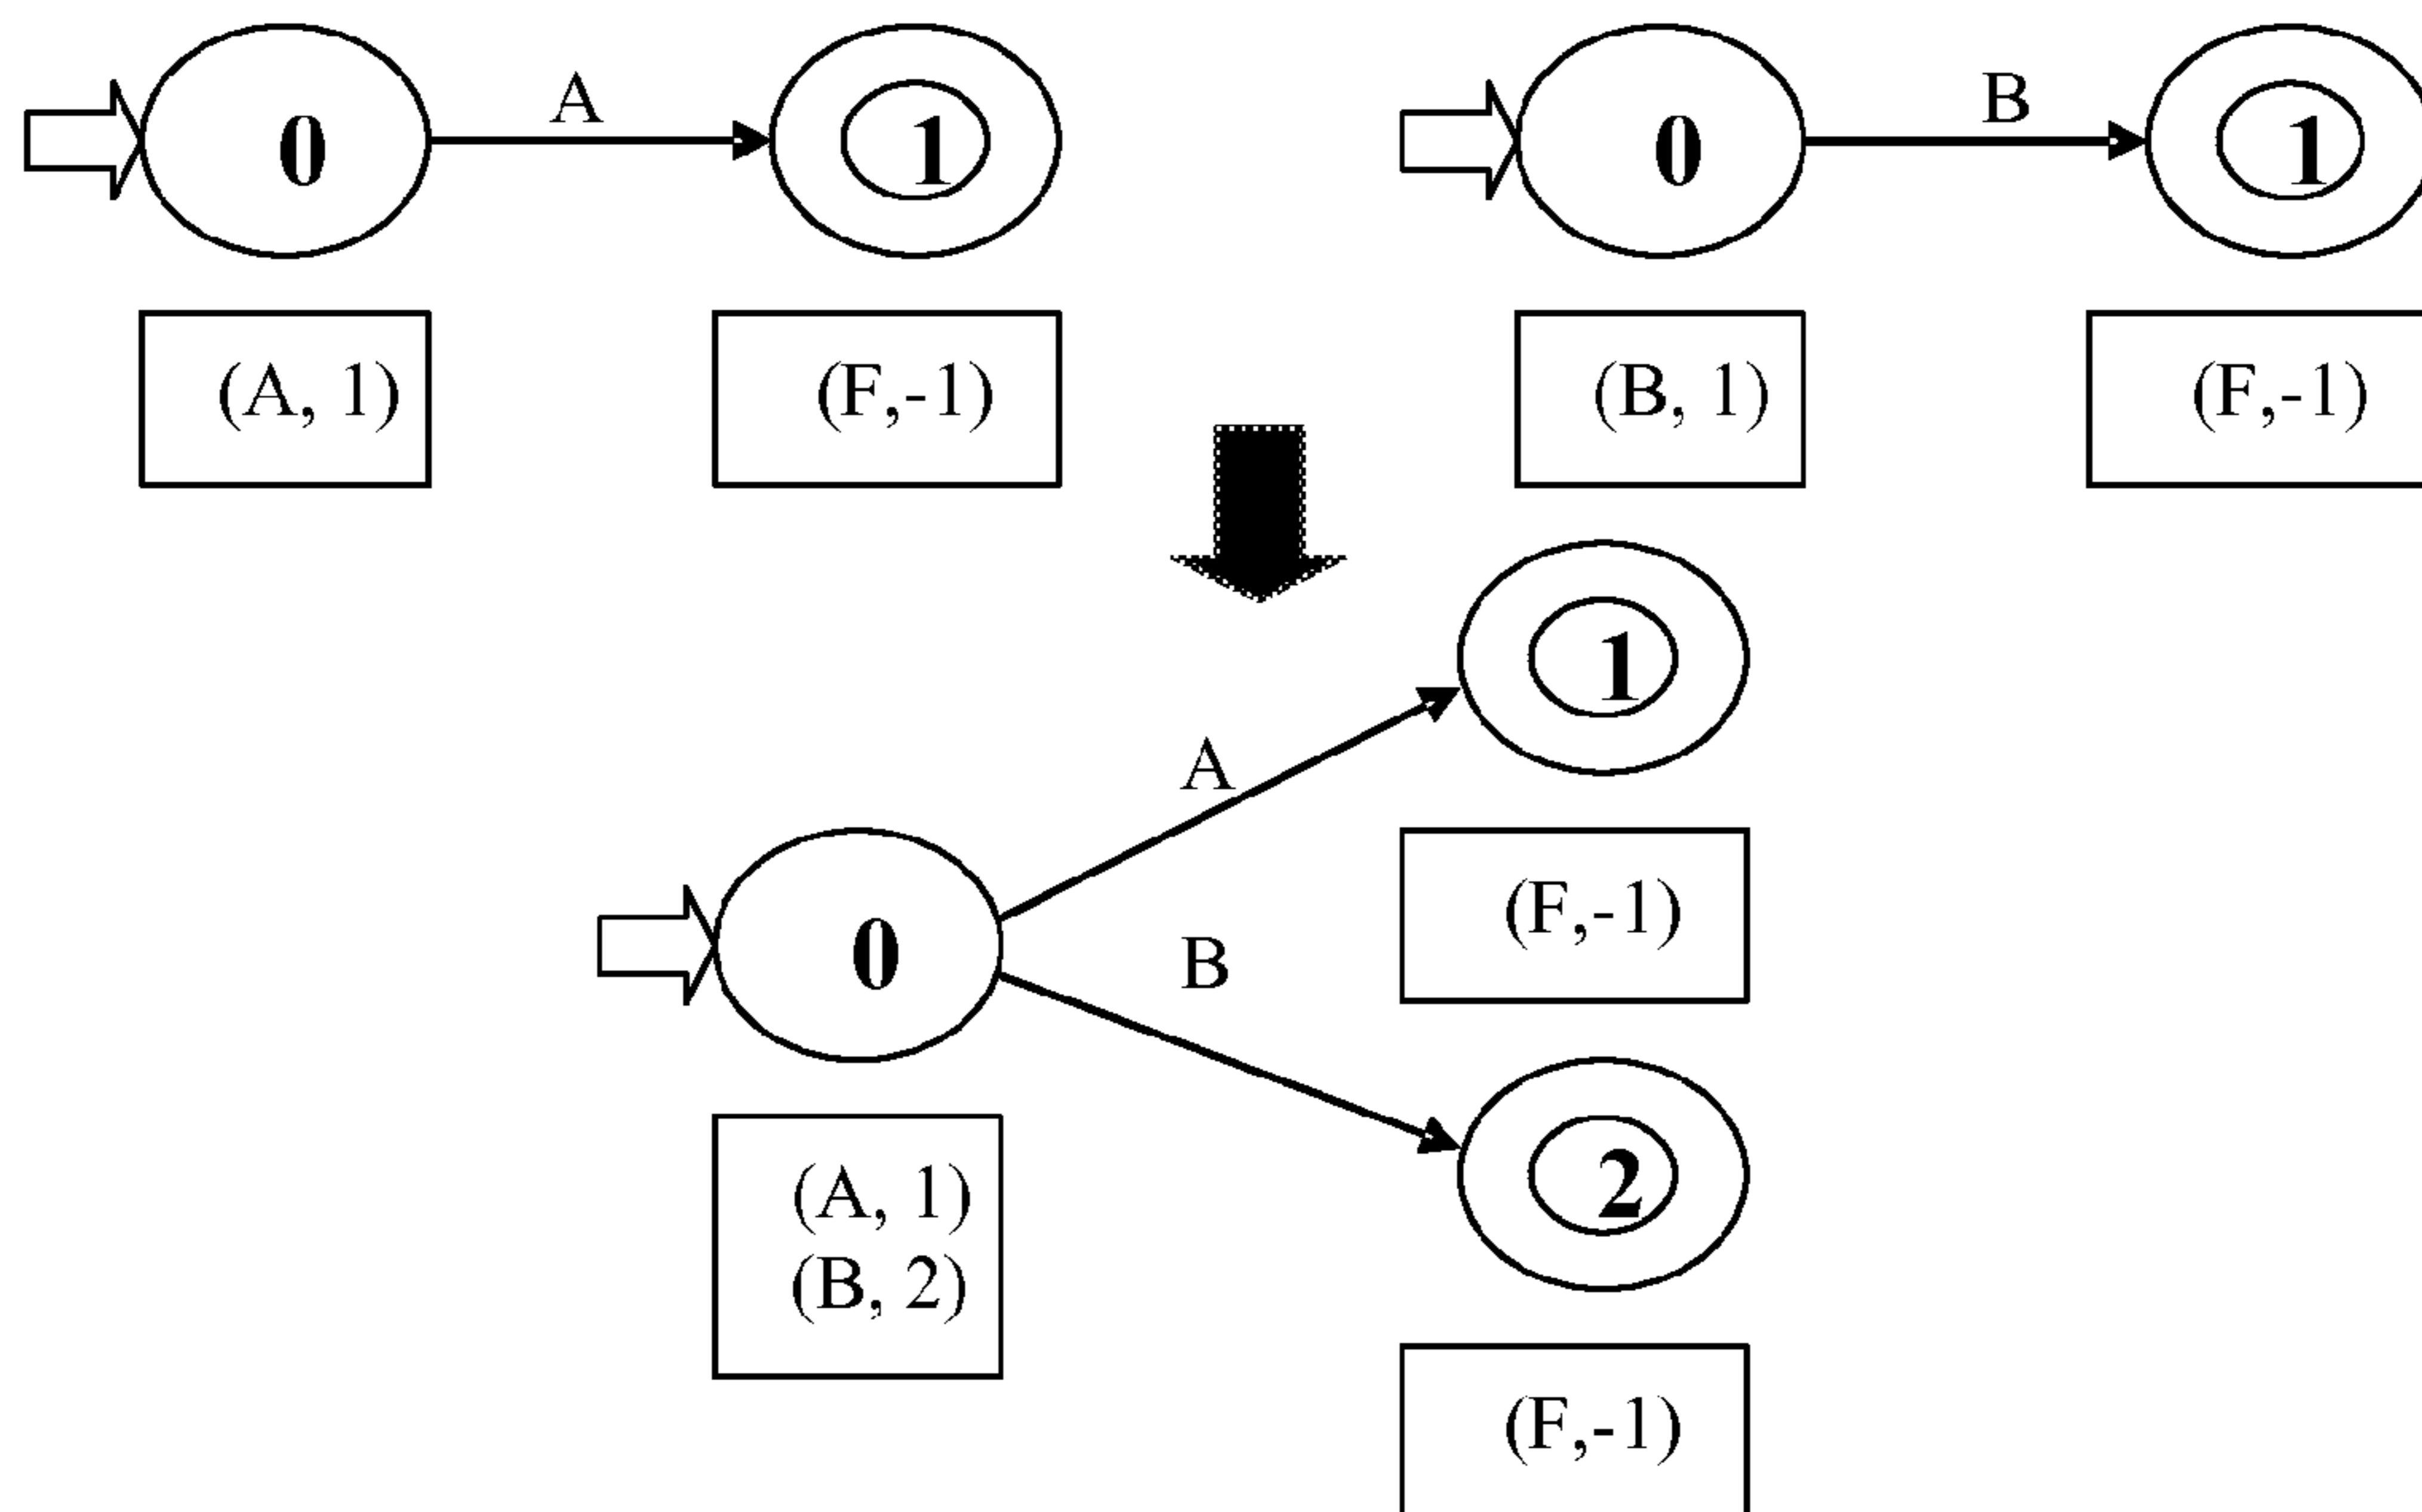 A
B
0
1
0
1
(A, 1)
(F,-1)
(B, 1)
(F,-1)
1
A
(F,-1)
B
0
2
(A, 1)
(B, 2)
(F,-1)